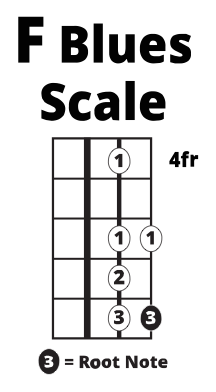 F Blues
Scale
1 4fr
1 1
2
3 3
3 = Root Note